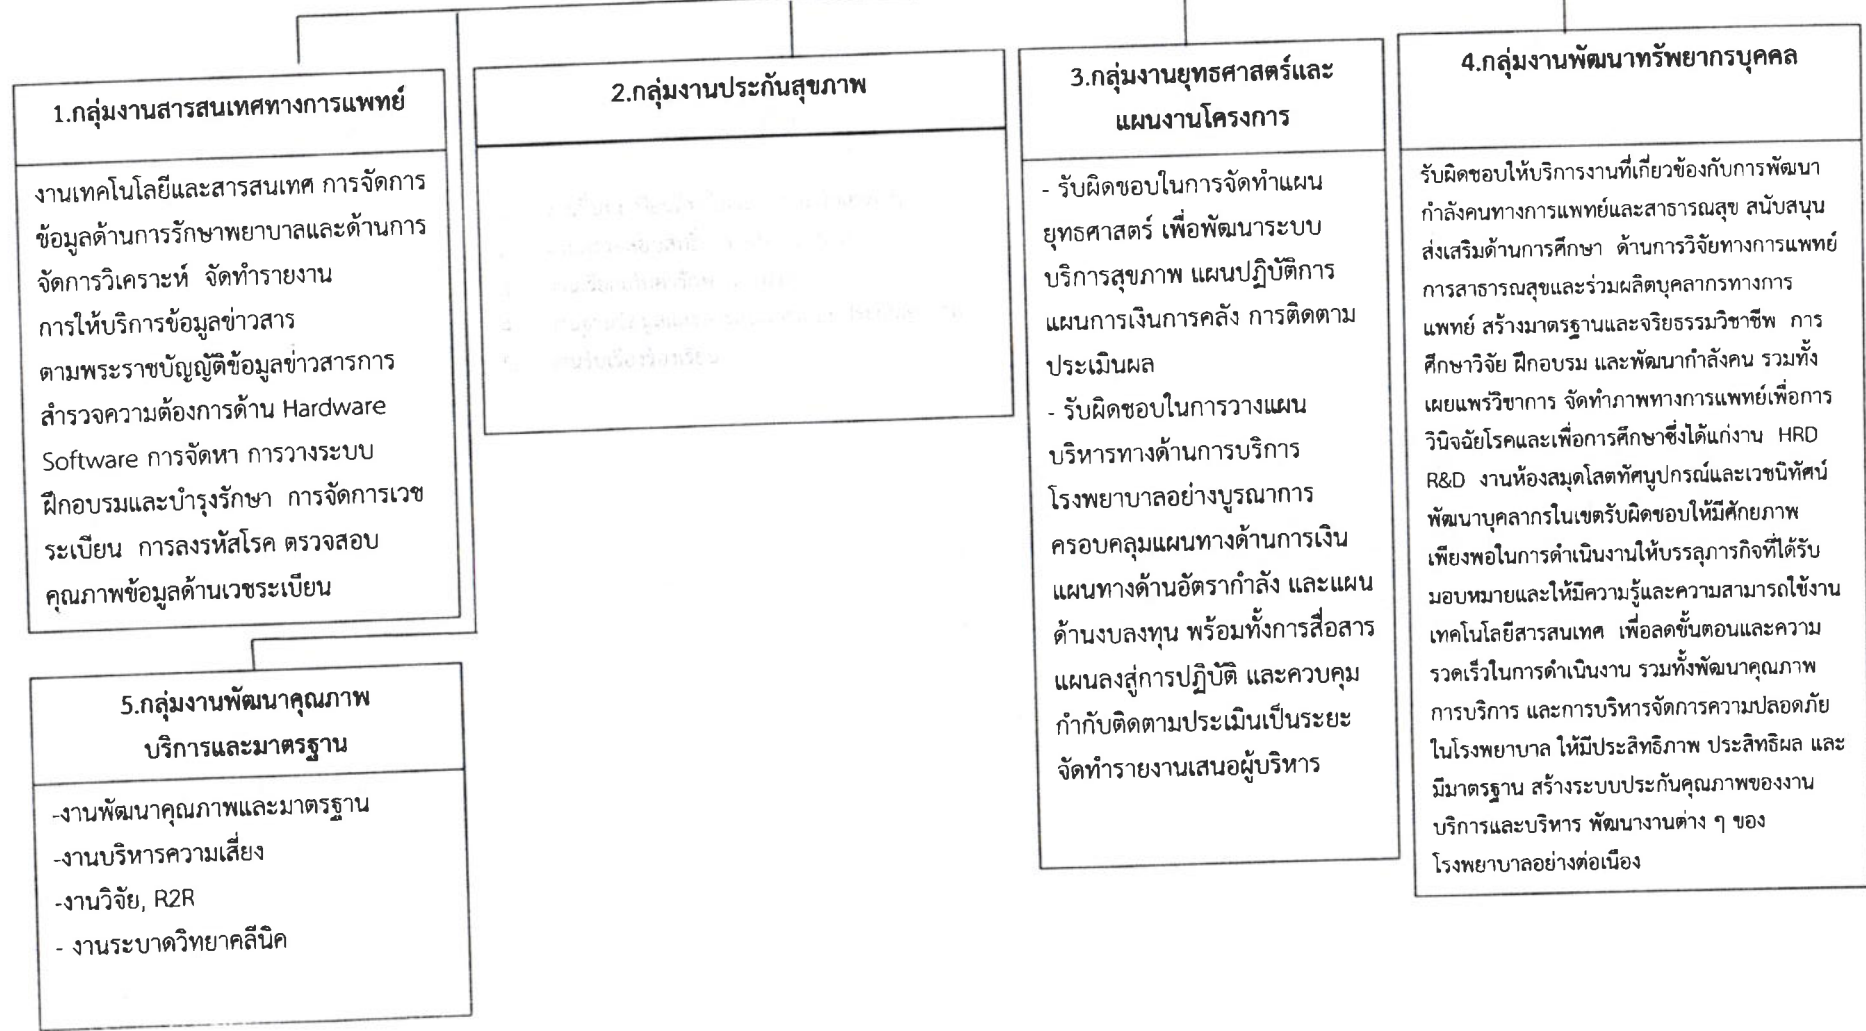 1.กลุ่มงานสารสนเทศทางการแพทย์
งานเทคโนโลยีและสารสนเทศ การจัดการ
ข้อมูลด้านการรักษาพยาบาลและด้านการ
จัดการวิเคราะห์ จัดทำรายงาน
การให้บริการข้อมูลข่าวสาร
ตามพระราชบัญญัติข้อมูลข่าวสารการ
สำรวจความต้องการด้าน Hardware
Software การจัดหา การวางระบบ
ฝึกอบรมและบำรุงรักษา การจัดการเวช
ระเบียน การลงรหัสโรค ตรวจสอบ
คุณภาพข้อมูลด้านเวชระเบียน
2.กลุ่มงานประกันสุขภาพ
3.กลุ่มงานยุทธศาสตร์และ
แผนงานโครงการ
- รับผิดชอบในการจัดทำแผน
ยุทธศาสตร์ เพื่อพัฒนาระบบ
บริการสุขภาพ แผนปฏิบัติการ
แผนการเงินการคลัง การติดตาม
ประเมินผล
- รับผิดชอบในการวางแผน
บริหารทางด้านการบริการ
โรงพยาบาลอย่างบูรณาการ
ครอบคลุมแผนทางด้านการเงิน
แผนทางด้านอัตรากำลัง และแผน
ด้านงบลงทุน พร้อมทั้งการสื่อสาร
แผนลงสู่การปฏิบัติ และควบคุม
กำกับติดตามประเมินเป็นระยะ
จัดทำรายงานเสนอผู้บริหาร
4.กลุ่มงานพัฒนาทรัพยากรบุคคล
รับผิดชอบให้บริการงานที่เกี่ยวข้องกับการพัฒนา
กำลังคนทางการแพทย์และสาธารณสุข สนับสนุน
ส่งเสริมด้านการศึกษา ด้านการวิจัยทางการแพทย์
การสาธารณสุขและร่วมผลิตบุคลากรทางการ
แพทย์ สร้างมาตรฐานและจริยธรรมวิชาชีพ การ
ศึกษาวิจัย ฝึกอบรม และพัฒนากำลังคน รวมทั้ง
เผยแพร่วิชาการ จัดทำภาพทางการแพทย์เพื่อการ
วินิจฉัยโรคและเพื่อการศึกษาซึ่งได้แก่งาน HRD
R&D งานห้องสมุดโสตทัศนูปกรณ์และเวชนิทัศน์
พัฒนาบุคลากรในเขตรับผิดชอบให้มีศักยภาพ
เพียงพอในการดำเนินงานให้บรรลุภารกิจที่ได้รับ
มอบหมายและให้มีความรู้และความสามารถใช้งาน
เทคโนโลยีสารสนเทศ เพื่อลดขั้นตอนและความ
รวดเร็วในการดำเนินงาน รวมทั้งพัฒนาคุณภาพ
การบริการ และการบริหารจัดการความปลอดภัย
ในโรงพยาบาล ให้มีประสิทธิภาพ ประสิทธิผล และ
มีมาตรฐาน สร้างระบบประกันคุณภาพของงาน
บริการและบริหาร พัฒนางานต่าง ๆ ของ
โรงพยาบาลอย่างต่อเนื่อง
5.กลุ่มงานพัฒนาคุณภาพ
บริการและมาตรฐาน
-งานพัฒนาคุณภาพและมาตรฐาน
-งานบริหารความเสี่ยง
-งานวิจัย, R2R
- งานระบาดวิทยาคลีนิค